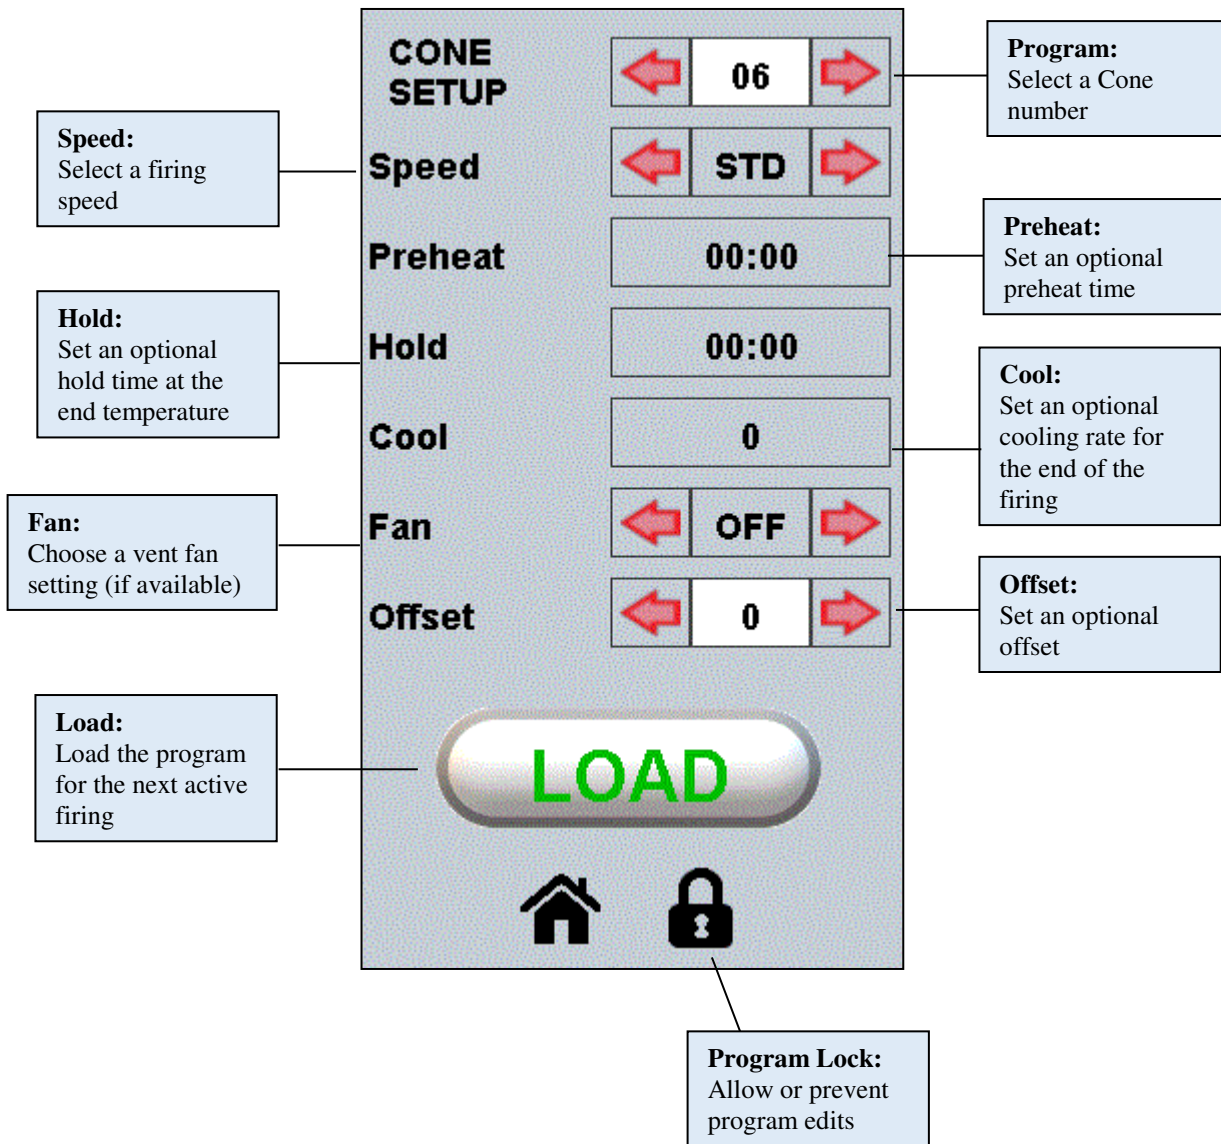 CONE
SETUP
06
Program:
Select a Cone
number
Speed:
Select a firing
speed
Speed
STD
Preheat
00:00
Preheat:
Set an optional
preheat time
Hold:
Set an optional
hold time at the
end temperature
Hold
00:00
Cool
0
Cool:
Set an optional
cooling rate for
the end of the
firing
Fan:
Choose a vent fan
setting (if available)
Fan
OFF
Offset
0
Offset:
Set an optional
offset
Load:
Load the program
for the next active
firing
LOAD
Program Lock:
Allow or prevent
program edits